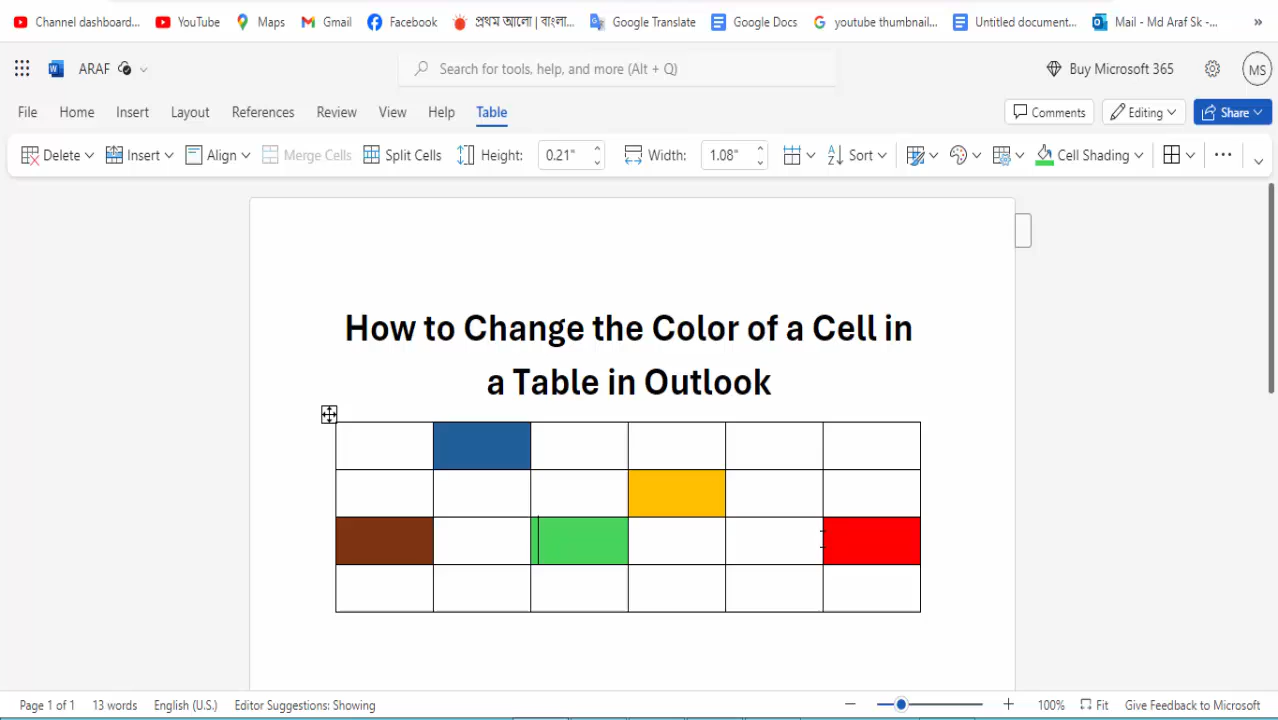 Channel dashboard... YouTube Maps Gmail Facebook প্রথম আলো | বাংলা... Google Translate Google Docs youtube thumbnail... Untitled document... Mail - Md Araf Sk -... »
ARAF Search for tools, help, and more (Alt + Q) Buy Microsoft 365 MS
File Home Insert Layout References Review View Help Table Comments Editing Share
Delete Insert Align Merge Cells Split Cells Height: 0.21" Width: 1.08" Sort Cell Shading ...
How to Change the Color of a Cell in
a Table in Outlook
Page 1 of 1 13 words English (U.S.) Editor Suggestions: Showing 100% Fit Give Feedback to Microsoft